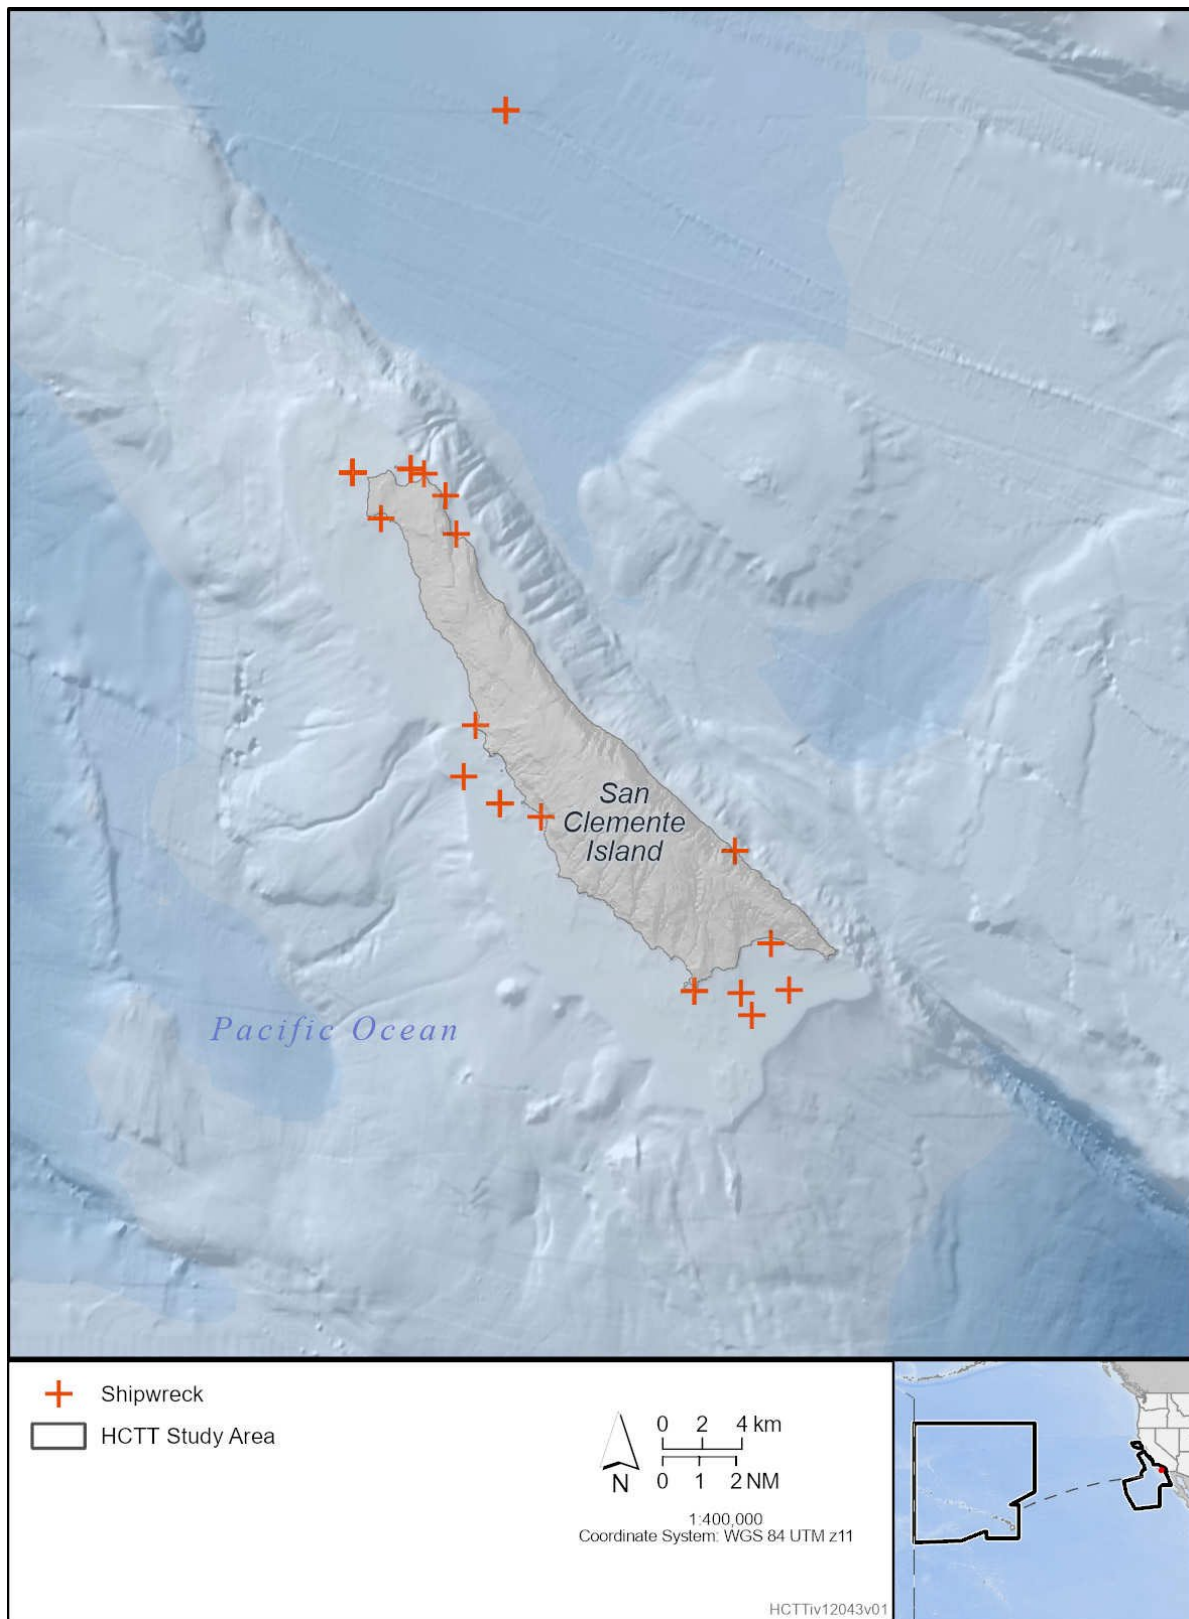 San
Clemente
Island
Pacific Ocean
Shipwreck
HCTT Study Area
N
0 2 4 km
0 1 2 NM
1:400,000
Coordinate System: WGS 84 UTM z11
HCTTiv12043v01